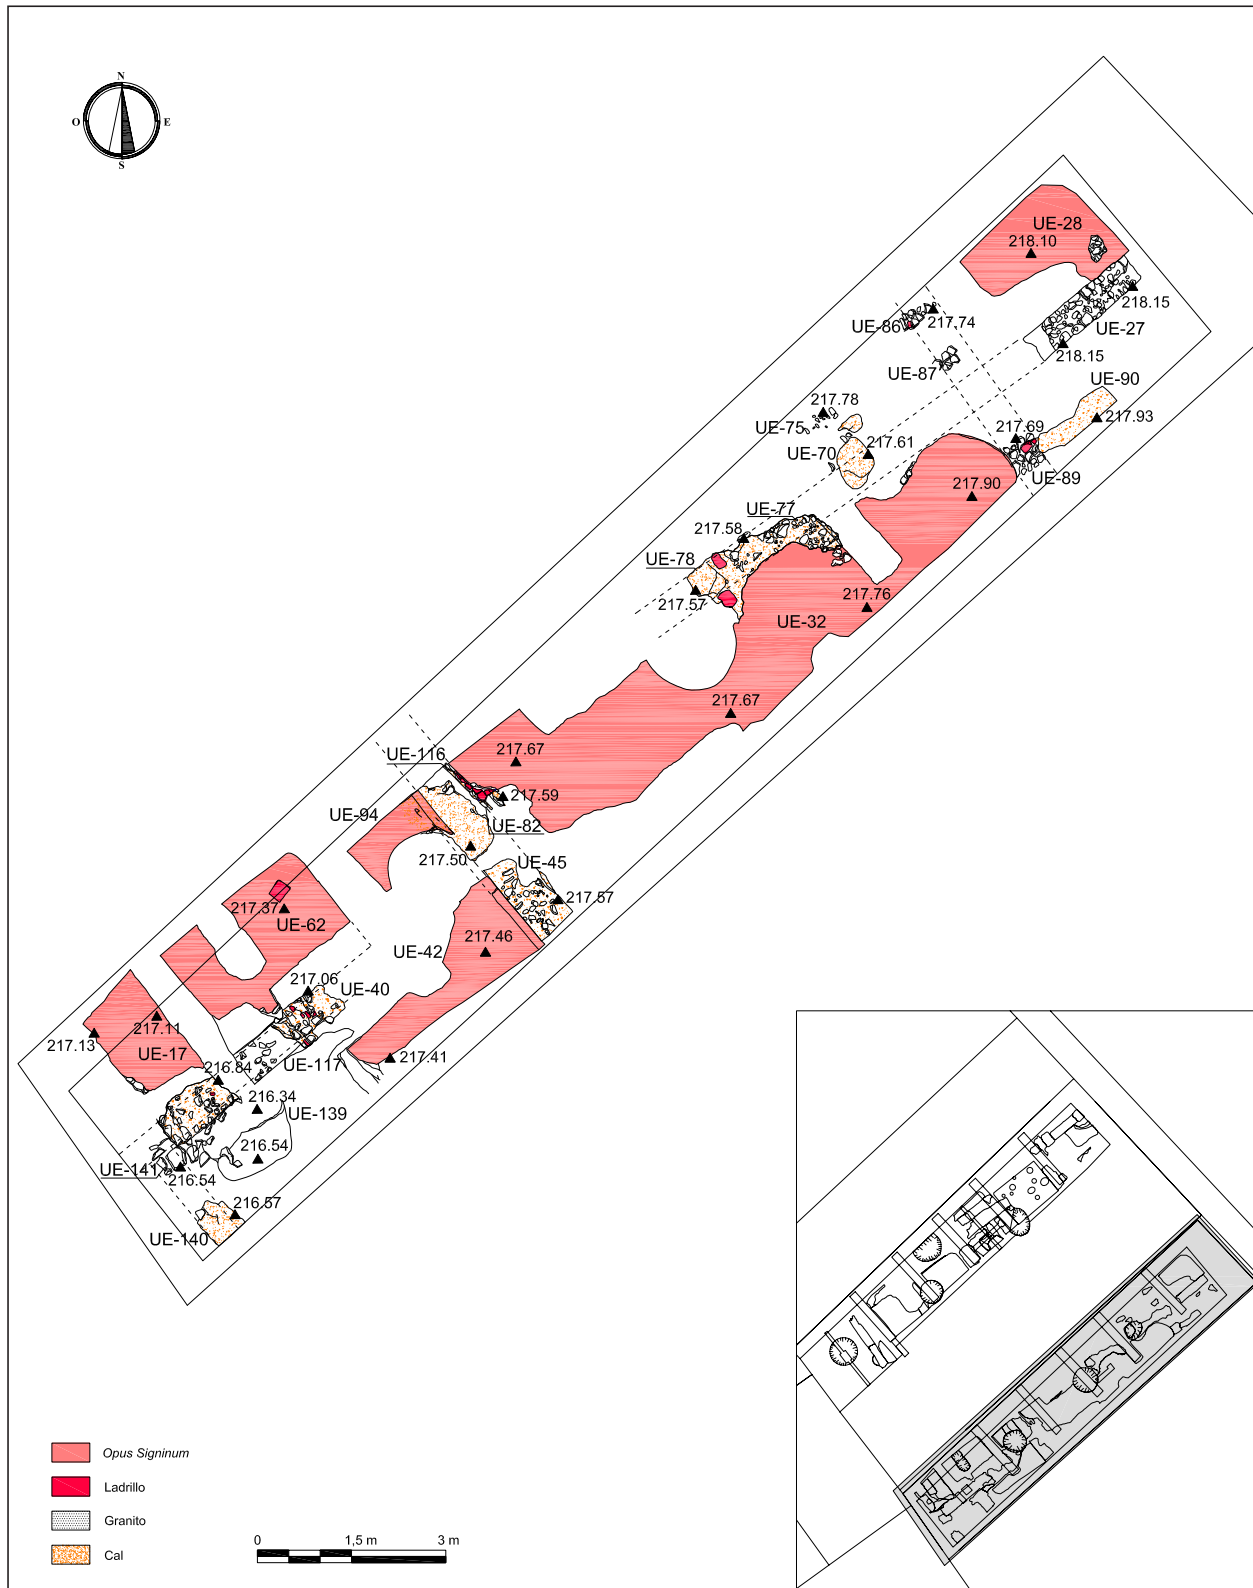 N
O
E
S
UE-28
218.10
218.15
UE-27
218.15
UE-86
217.74
UE-87
UE-90
217.93
217.78
UE-75
217.69
UE-70
217.61
UE-89
217.90
UE-77
217.58
UE-78
217.57
217.76
UE-32
217.67
217.67
UE-116
217.59
UE-94
UE-82
217.50
UE-45
217.57
217.37
UE-62
217.46
UE-42
217.06
UE-40
217.11
217.13
UE-17
UE-117
217.41
216.84
216.34
UE-139
216.54
UE-141
216.54
216.57
UE-140
Opus Signinum
Ladrillo
Granito
Cal
0 1,5 m 3 m